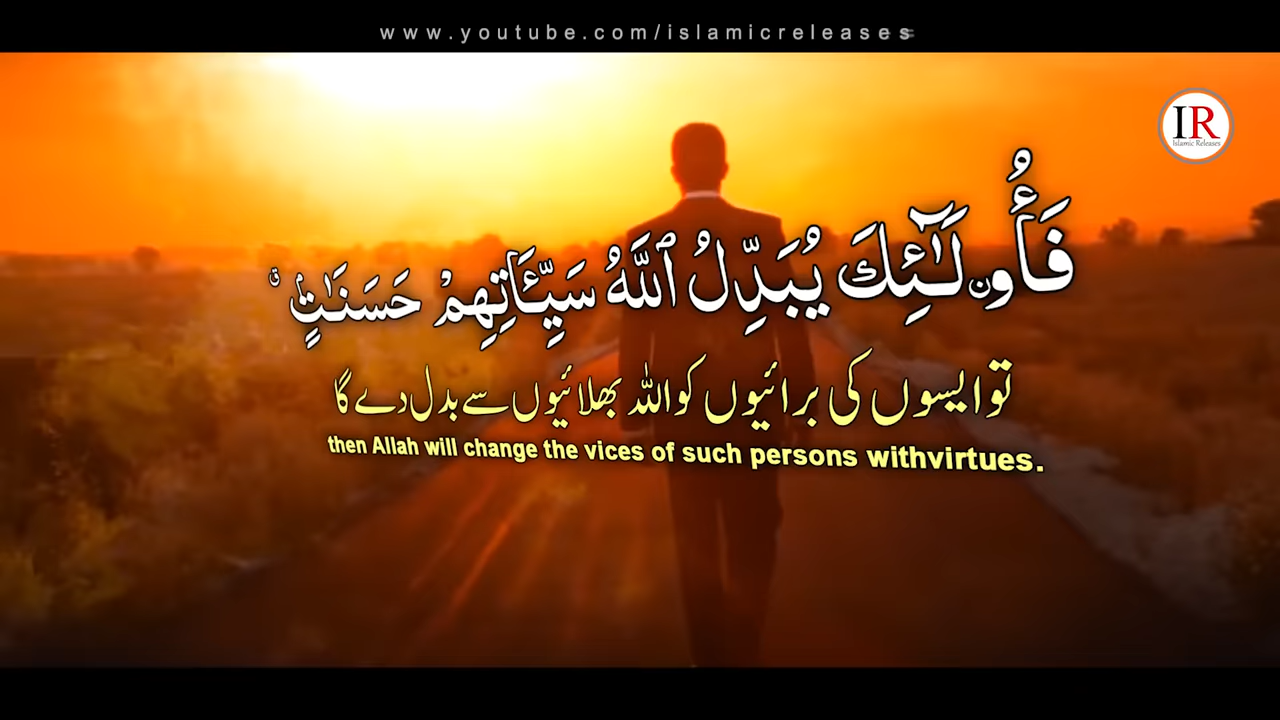 www.youtube.com/islamicreleases
IR
Islamic Releases
فَأُو۟لَـٰٓئِكَ يُبَدِّلُ ٱللَّهُ سَيِّـَٔاتِهِمْ حَسَنَـٰتٍۢ ۗ
تو ایسوں کی برائیوں کو اللہ بھلائیوں سے بدل دے گا
then Allah will change the vices of such persons withvirtues.